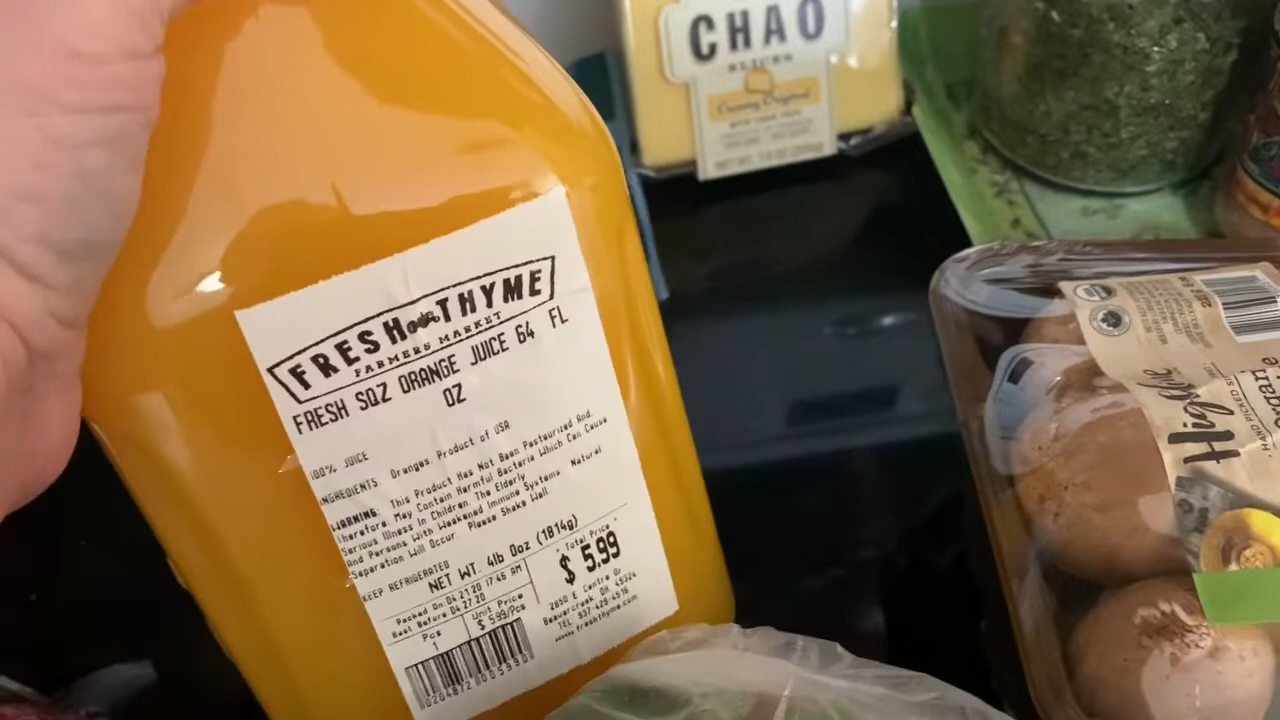 CHAO
SLICES
Creamy Original
FRESH THYME
FARMERS MARKET
FRESH SQZ ORANGE JUICE 64 FL
OZ
100% JUICE
INGREDIENTS: Oranges. Product of USA
WARNING: This Product Has Not Been Pasteurized And,
Therefore, May Contain Harmful Bacteria Which Can Cause
Serious Illness In Children, The Elderly
And Persons With Weakened Immune Systems. Natural
Separation Will Occur. Please Shake Well.
KEEP REFRIGERATED
NET WT. 4lb 0oz (1814g)
Packed On: 04.21.20 17:46 AM
Best Before: 04.27.20
Pcs
1
Unit Price
$ 5.99/Pcs
Total Price
$ 5.99
2850 E Centre Dr
Beavercreek, OH 45324
TEL 937-429-4516
www.freshthyme.com
HAND PICKED